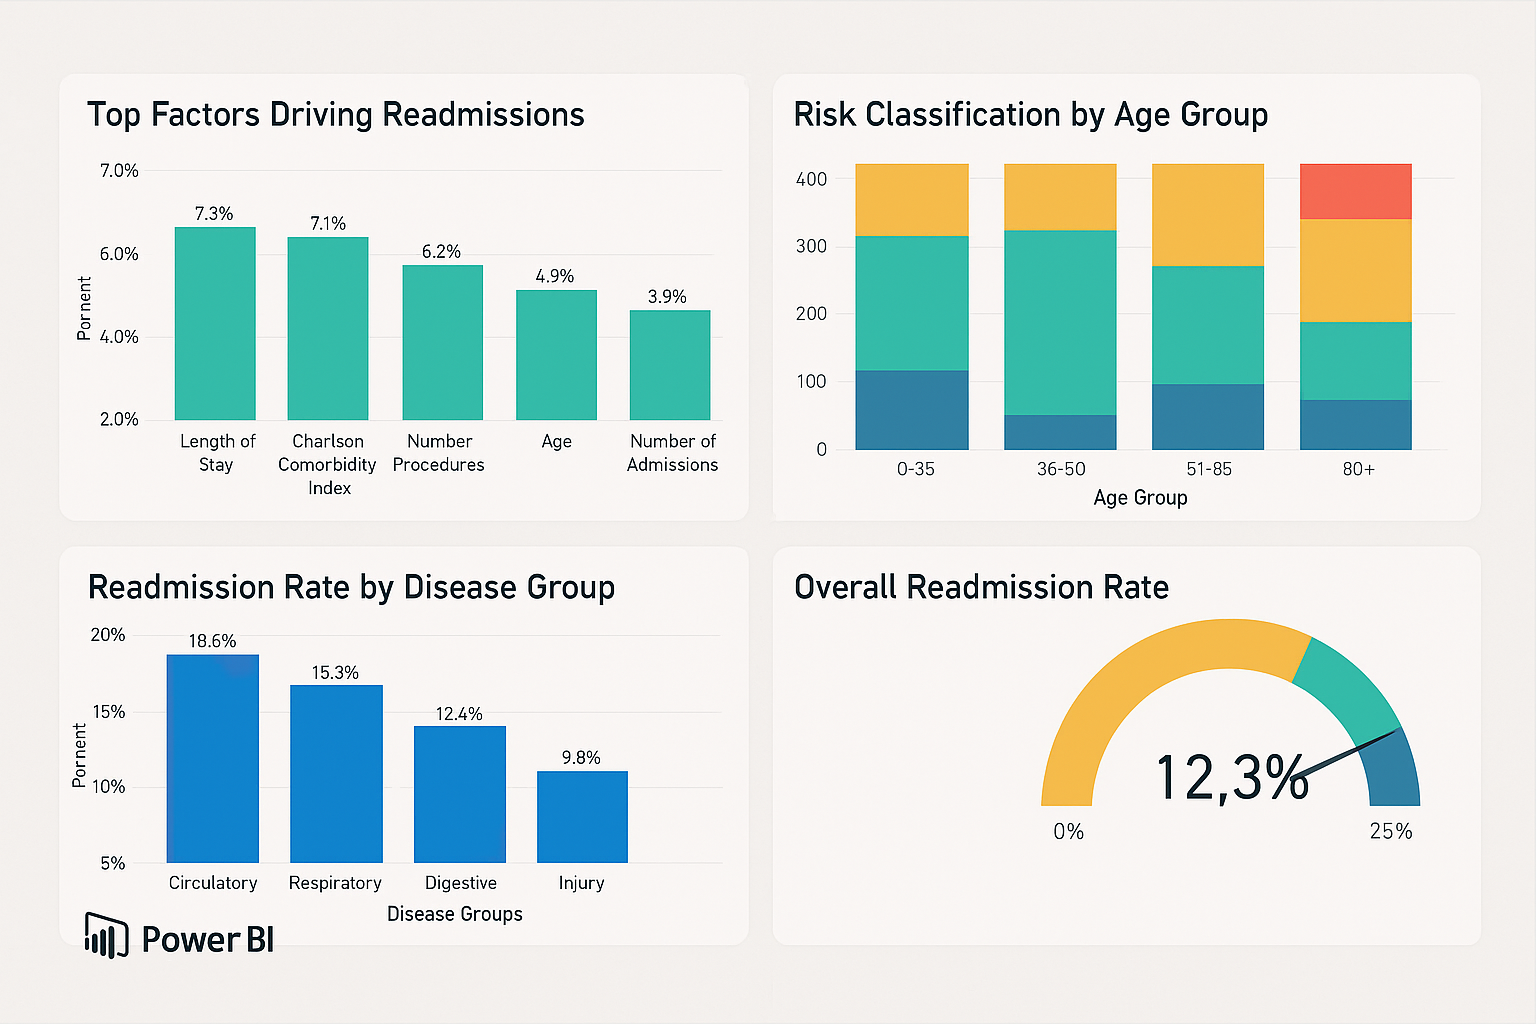 Top Factors Driving Readmissions
Pornent
7.0%
6.0%
4.0%
2.0%
7.3%
7.1%
6.2%
4.9%
3.9%
Length of
Stay
Charlson
Comorbidity
Index
Number
Procedures
Age
Number of
Admissions
Risk Classification by Age Group
400
300
200
100
0
0-35
36-50
51-85
80+
Age Group
Readmission Rate by Disease Group
Pornent
20%
15%
10%
5%
18.6%
15.3%
12.4%
9.8%
Circulatory
Respiratory
Digestive
Injury
Disease Groups
Power BI
Overall Readmission Rate
12,3%
0%
25%